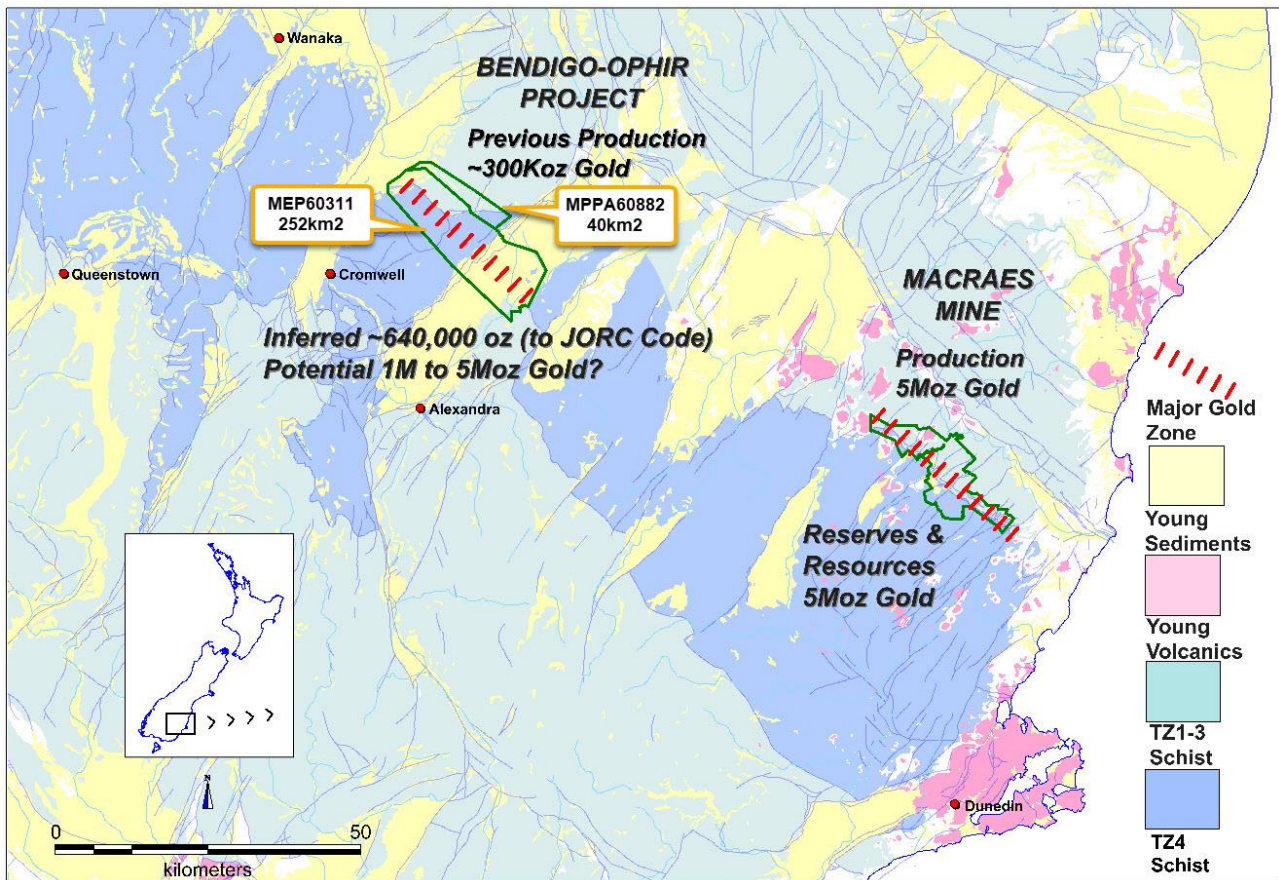 Wanaka
BENDIGO-OPHIR
PROJECT
Previous Production
~300Koz Gold
MEP60311
252km2
MPPA60882
40km2
Queenstown
Cromwell
Inferred ~640,000 oz (to JORC Code)
Potential 1M to 5Moz Gold?
Alexandra
MACRAES
MINE
Production
5Moz Gold
Reserves &
Resources
5Moz Gold
Dunedin
Major Gold
Zone
Young
Sediments
Young
Volcanics
TZ1-3
Schist
TZ4
Schist
N
0
50
kilometers